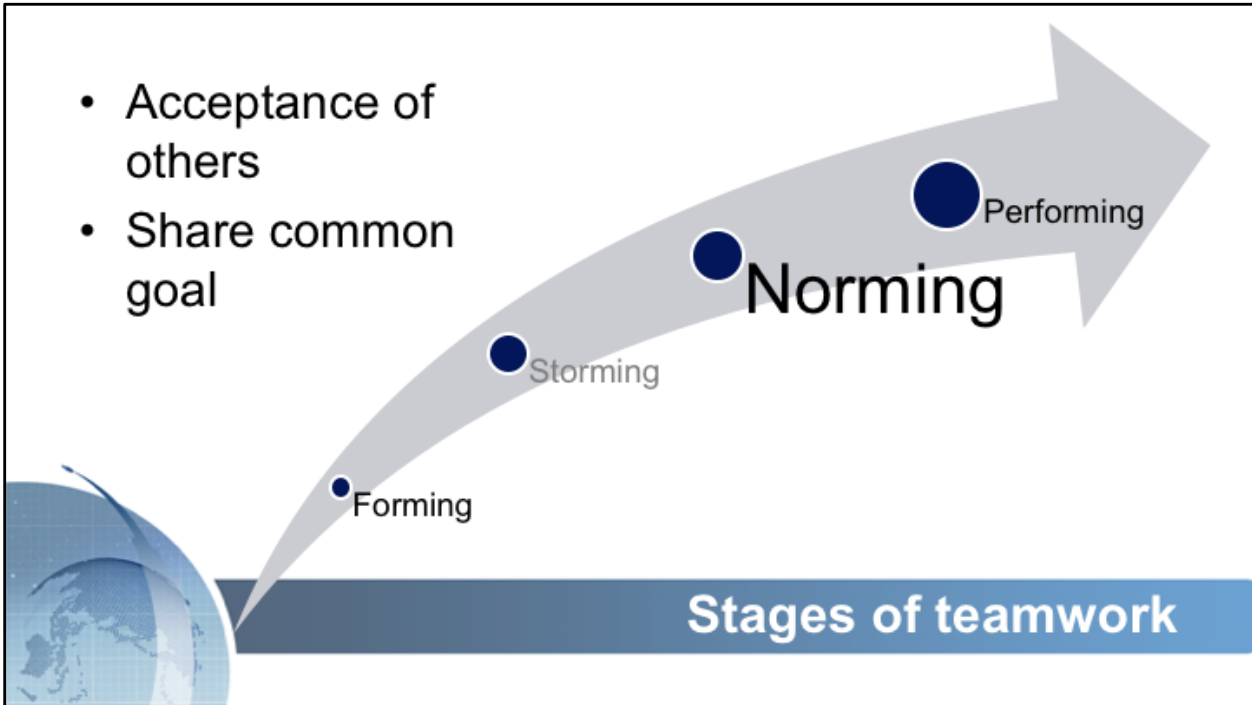 • Acceptance of
others
• Share common
goal
Performing
Norming
Storming
Forming
Stages of teamwork